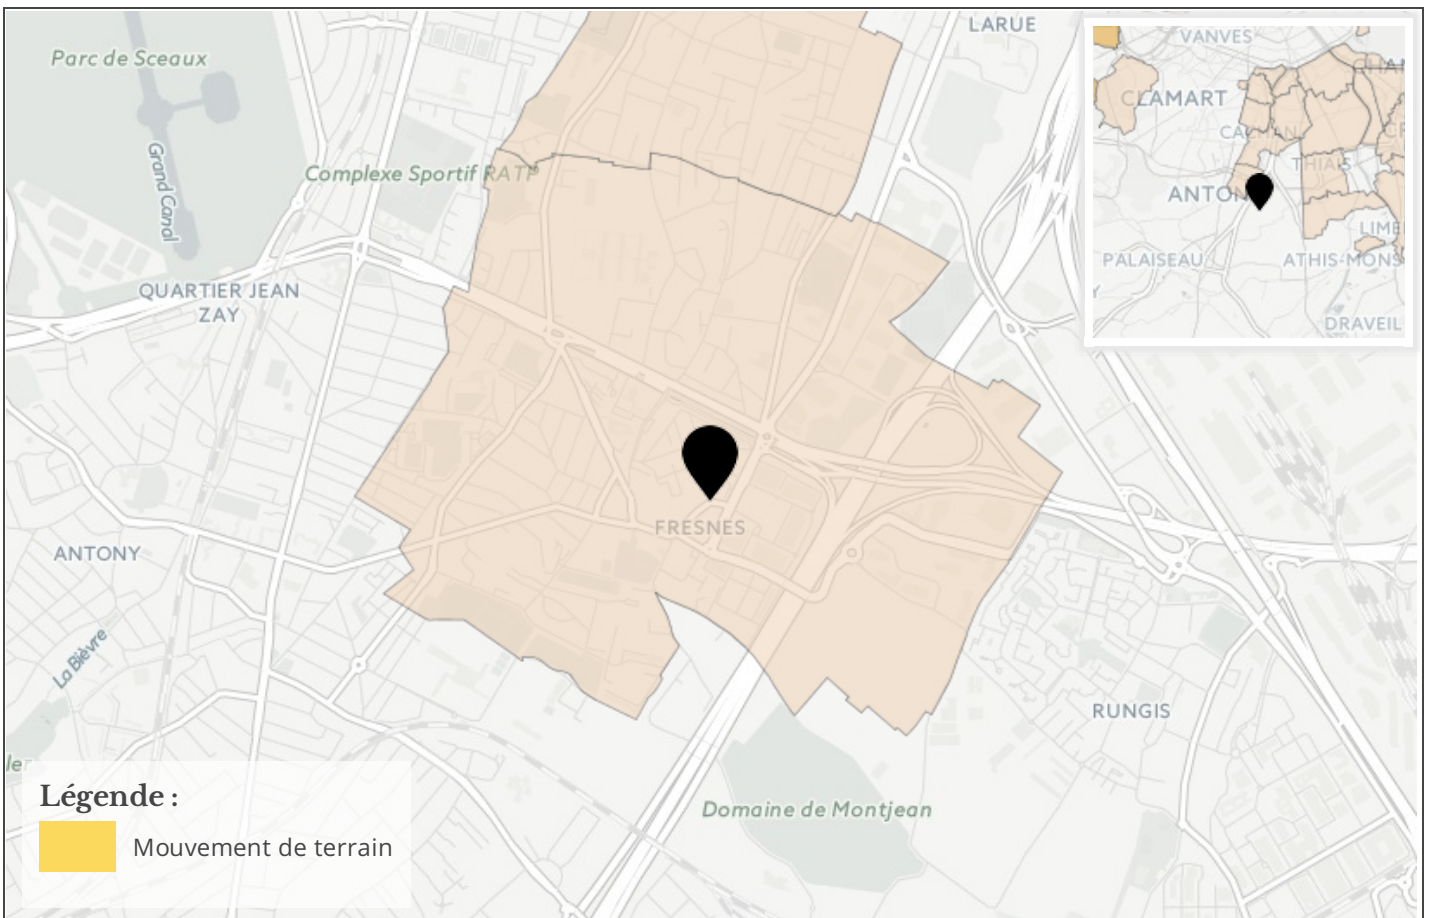 Parc de Sceaux
LARUE
Grand Canal
Complexe Sportif RATP
QUARTIER JEAN
ZAY
ANTONY
FRESNES
La Bièvre
RUNGIS
Domaine de Montjean
Légende :
Mouvement de terrain
VANVES
CLAMART
THIAIS
PALAISEAU
ATHIS-MONS
DRAVEIL